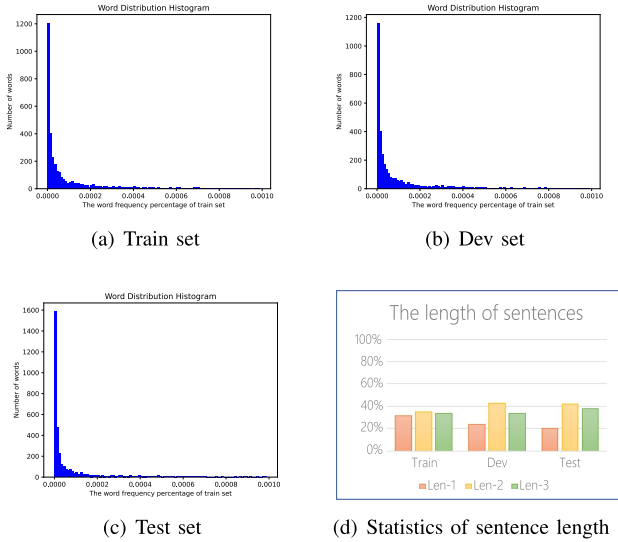 Word Distribution Histogram
1200
1000
800
600
400
200
0
Number of words
0.0000 0.0002 0.0004 0.0006 0.0008 0.0010
The word frequency percentage of train set
(a) Train set
Word Distribution Histogram
1200
1000
800
600
400
200
0
Number of words
0.0000 0.0002 0.0004 0.0006 0.0008 0.0010
The word frequency percentage of train set
(b) Dev set
Word Distribution Histogram
1600
1400
1200
1000
800
600
400
200
0
Number of words
0.0000 0.0002 0.0004 0.0006 0.0008 0.0010
The word frequency percentage of train set
(c) Test set
The length of sentences
100%
80%
60%
40%
20%
0%
Train Dev Test
Len-1 Len-2 Len-3
(d) Statistics of sentence length